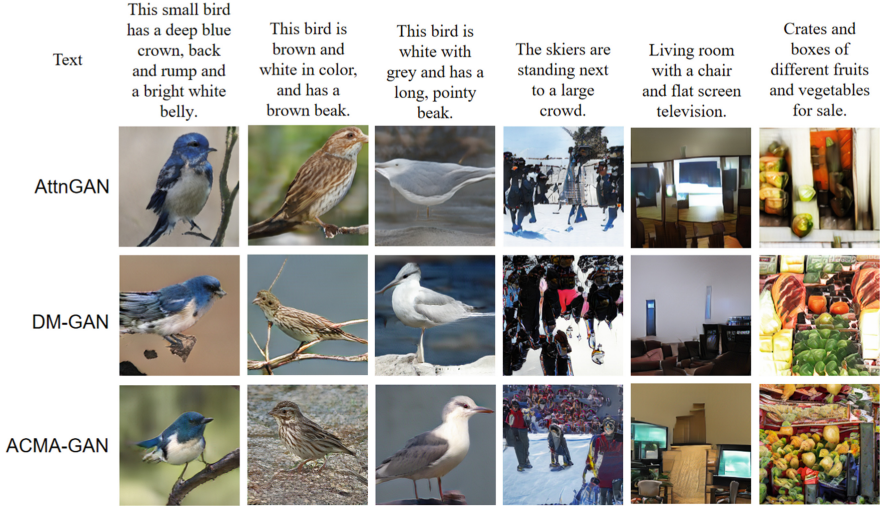 Text
This small bird
has a deep blue
crown, back
and rump and
a bright white
belly.
This bird is
brown and
white in color,
and has a
brown beak.
This bird is
white with
grey and has a
long, pointy
beak.
The skiers are
standing next
to a large
crowd.
Living room
with a chair
and flat screen
television.
Crates and
boxes of
different fruits
and vegetables
for sale.
AttnGAN
DM-GAN
ACMA-GAN